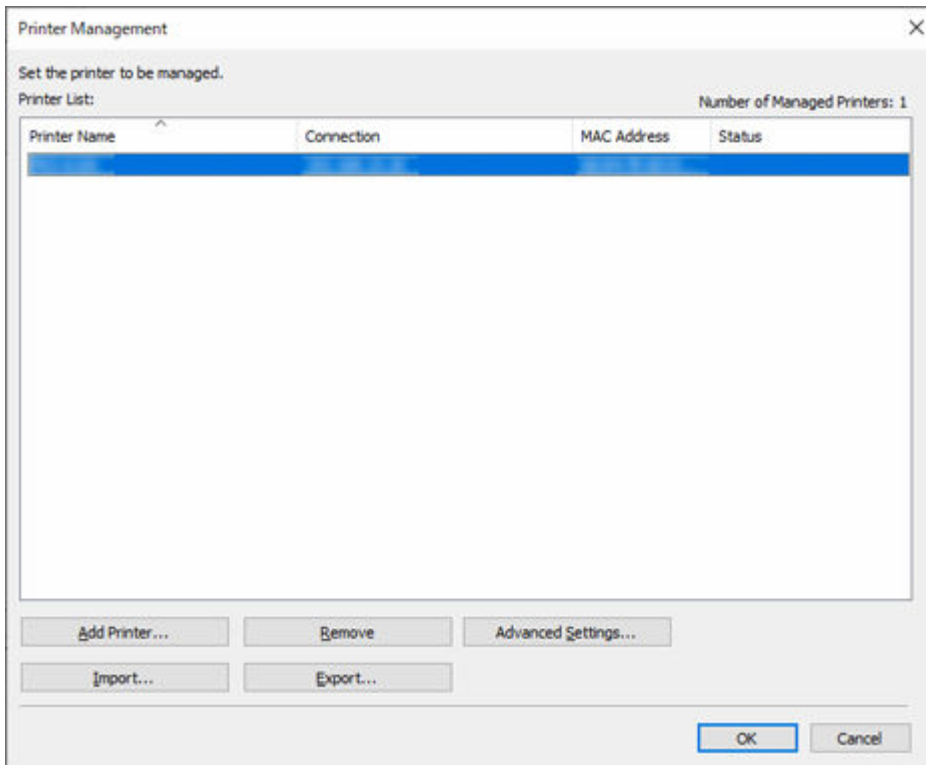 Printer Management
Set the printer to be managed.
Printer List:
Number of Managed Printers: 1
Printer Name Connection MAC Address Status
Add Printer... Remove Advanced Settings...
Import... Export...
OK Cancel